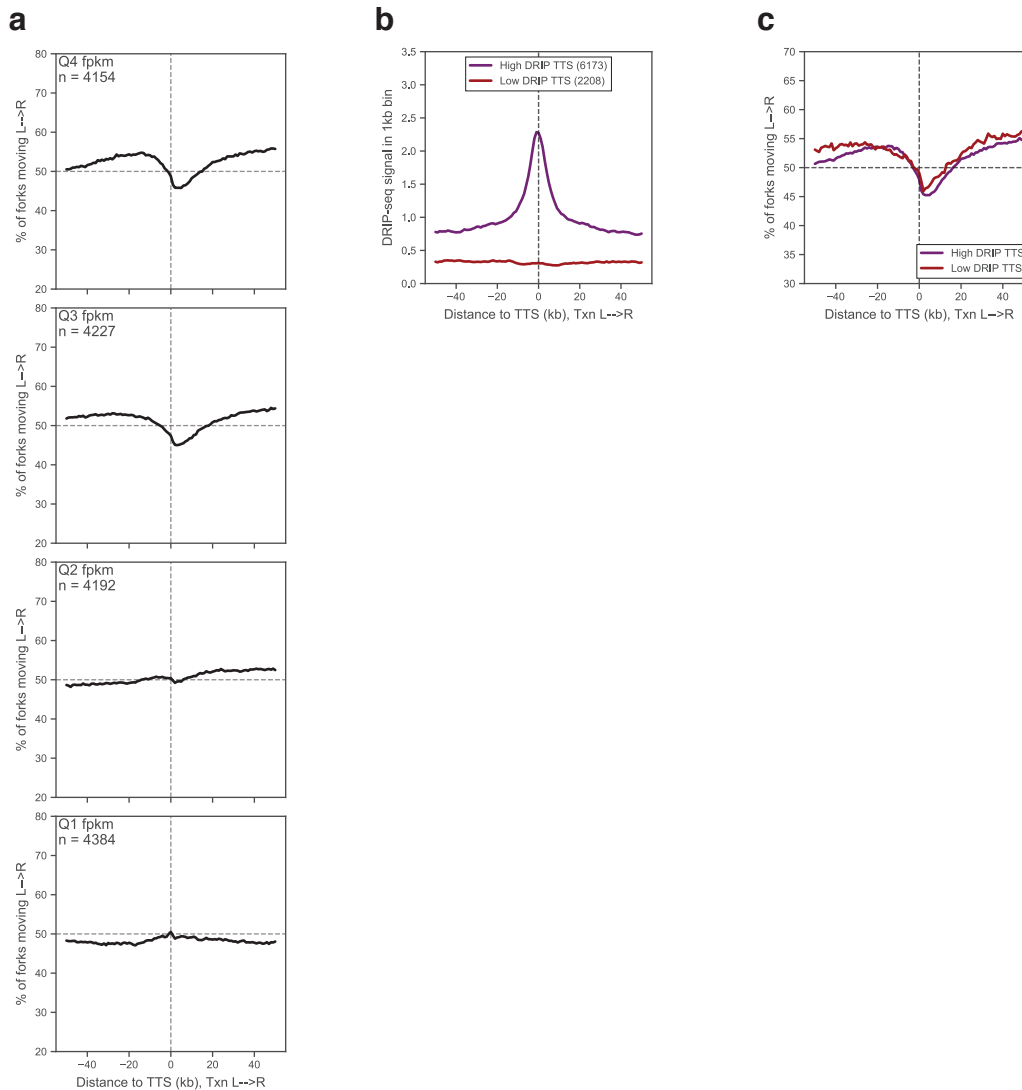 a
b
c
Q4 fpkm
n = 4154
80
70
60
50
40
30
20
% of forks moving L-->R
Q3 fpkm
n = 4227
80
70
60
50
40
30
20
% of forks moving L-->R
Q2 fpkm
n = 4192
80
70
60
50
40
30
20
% of forks moving L-->R
Q1 fpkm
n = 4384
80
70
60
50
40
30
20
% of forks moving L-->R
−40 −20 0 20 40
Distance to TTS (kb), Txn L-->R
3.5
3.0
2.5
2.0
1.5
1.0
0.5
0.0
DRIP-seq signal in 1kb bin
High DRIP TTS (6173)
Low DRIP TTS (2208)
−40 −20 0 20 40
Distance to TTS (kb), Txn L-->R
70
65
60
55
50
45
40
35
30
% of forks moving L-->R
High DRIP TTS
Low DRIP TTS
−40 −20 0 20 40
Distance to TTS (kb), Txn L-->R